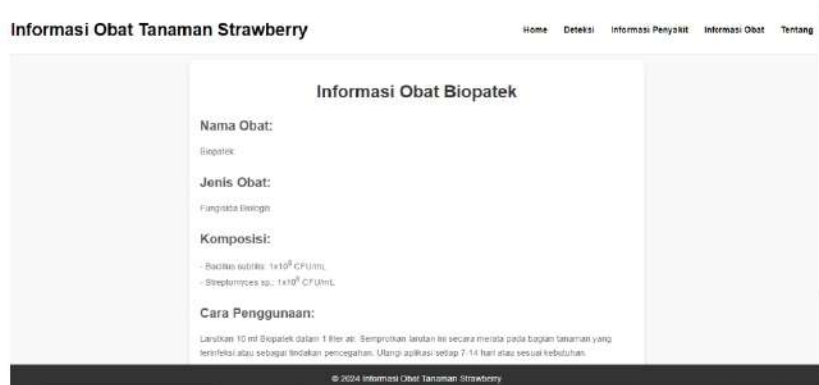 Informasi Obat Tanaman Strawberry
Home Deteksi Informasi Penyakit Informasi Obat Tentang
Informasi Obat Biopatek
Nama Obat:
Biopatek
Jenis Obat:
Fungisida Biologis
Komposisi:
- Bacillus subtilis: 1x10⁹ CFU/mL
- Streptomyces sp.: 1x10⁹ CFU/mL
Cara Penggunaan:
Larutkan 10 ml Biopatek dalam 1 liter air. Semprotkan larutan ini secara merata pada bagian tanaman yang
terinfeksi atau sebagai tindakan pencegahan. Ulangi aplikasi setiap 7-14 hari atau sesuai kebutuhan.
© 2024 Informasi Obat Tanaman Strawberry